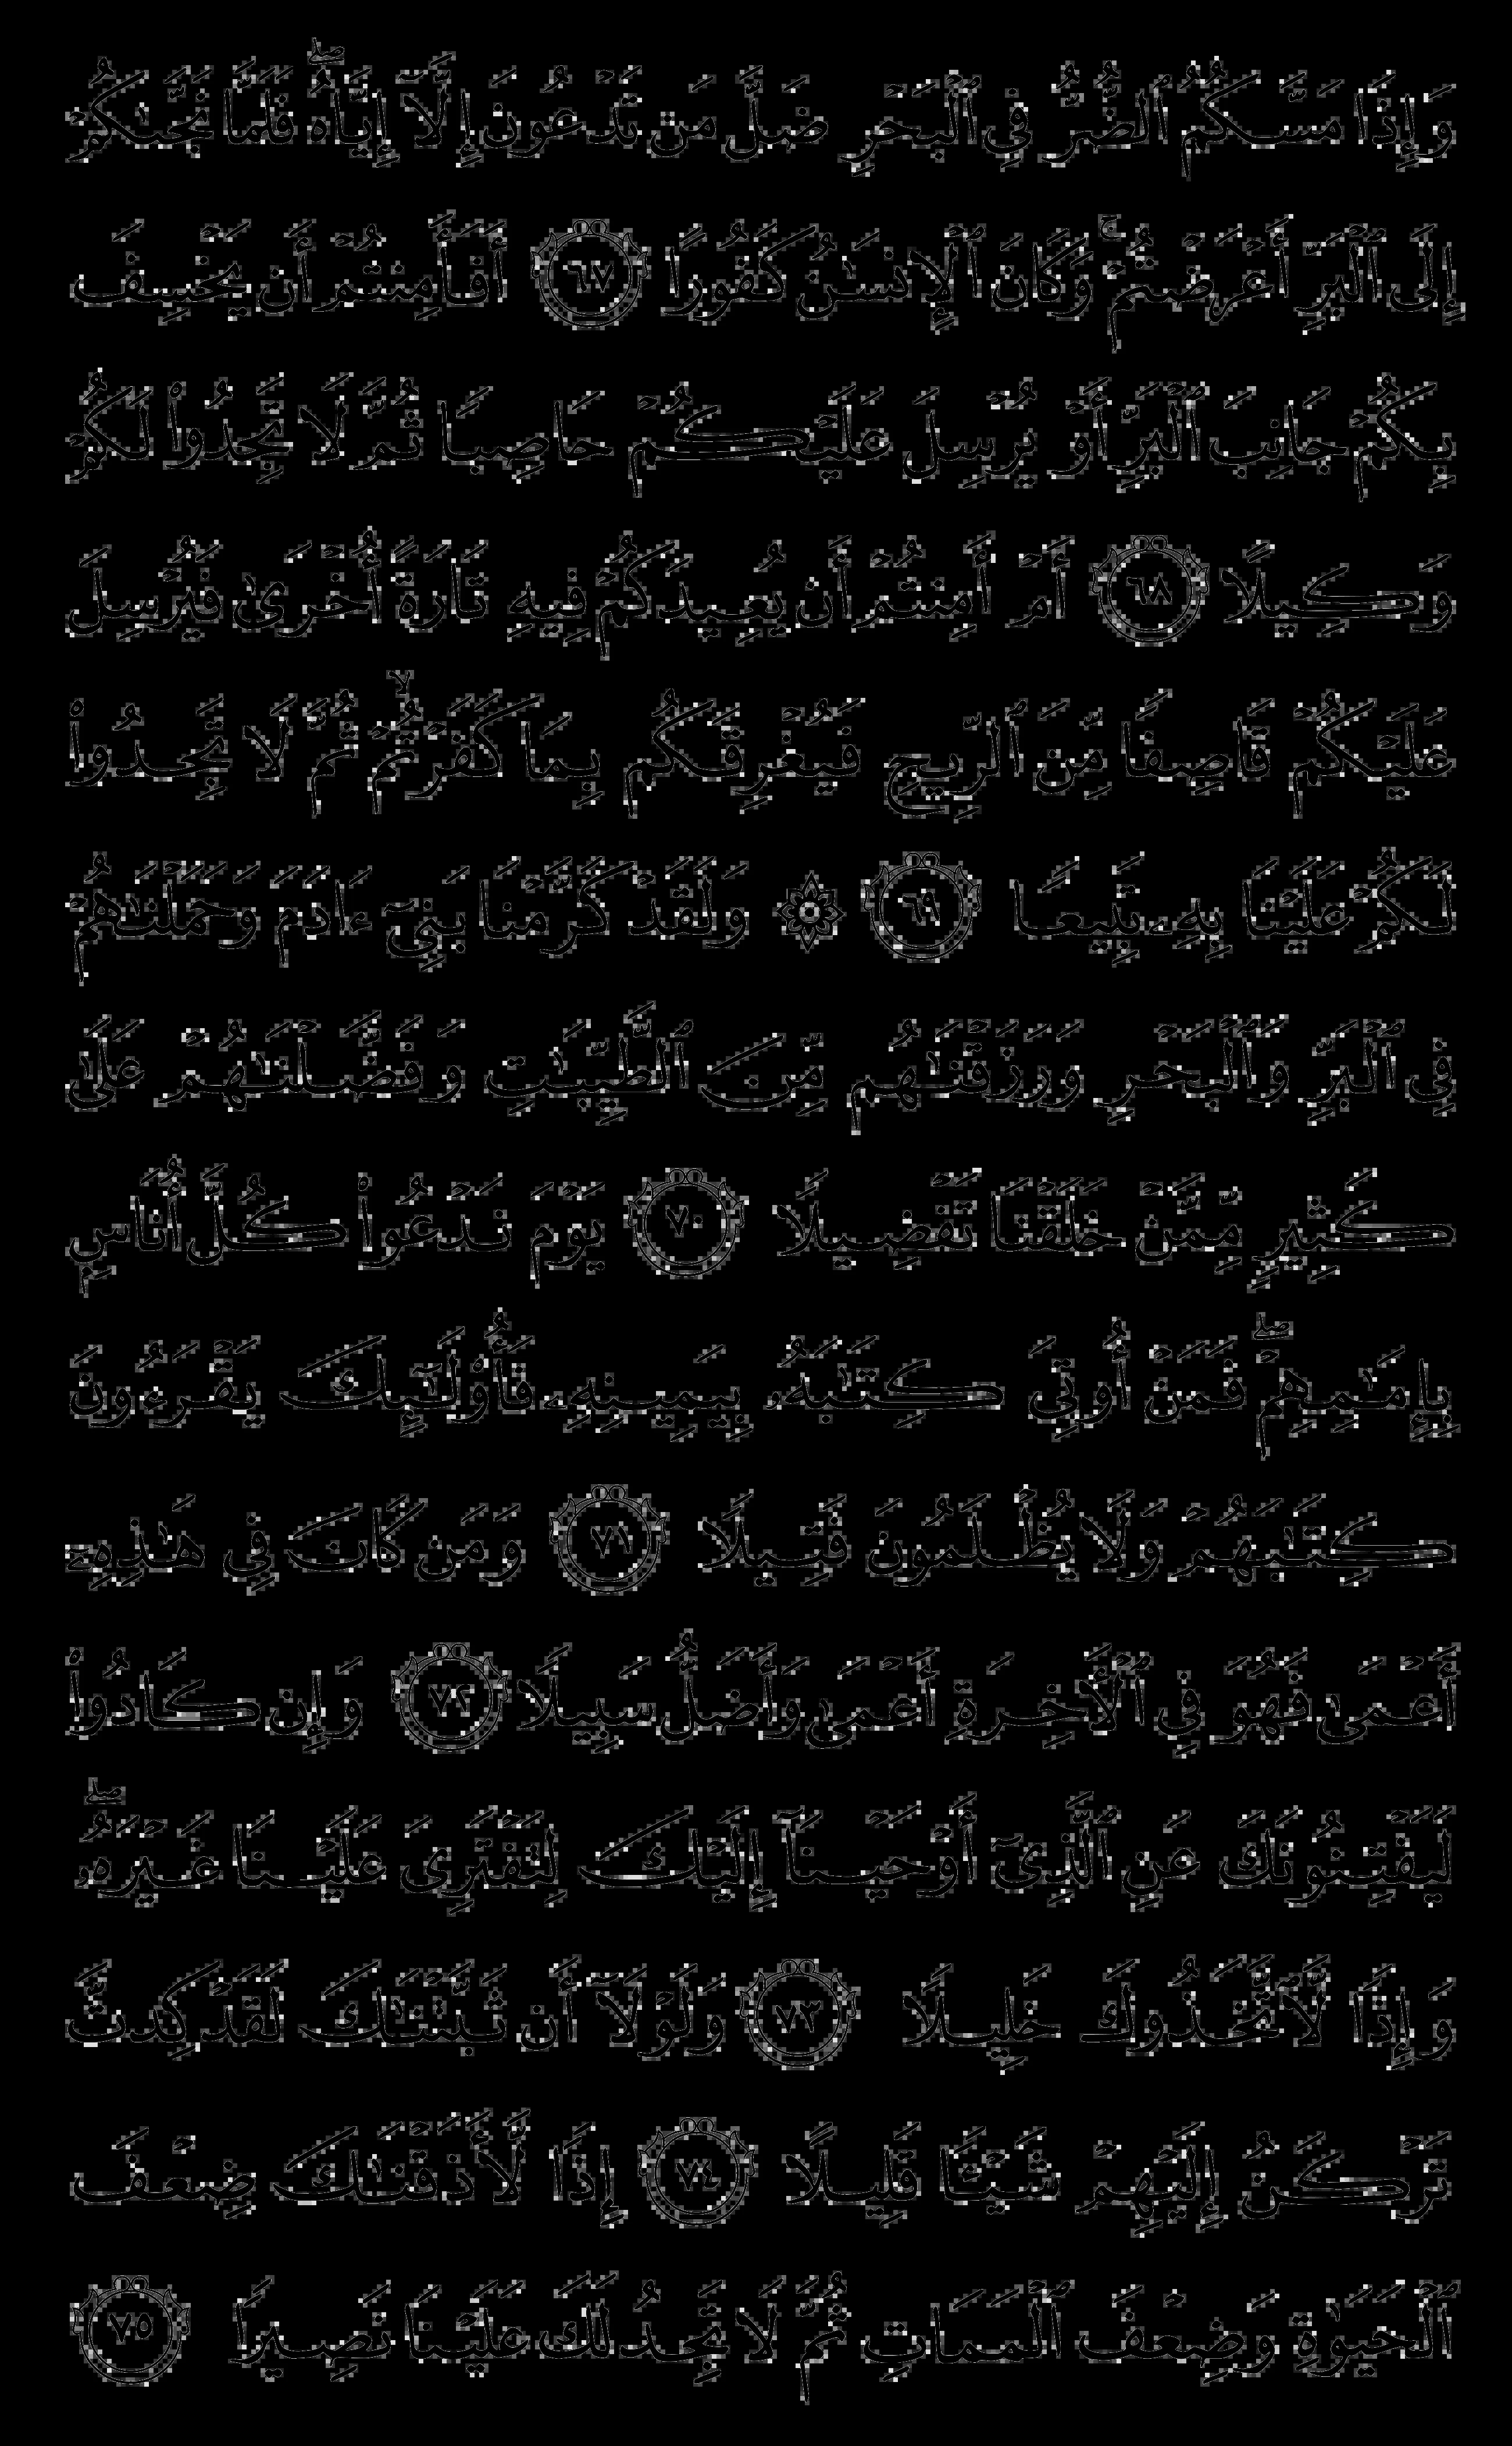 وَإِذَا مَسَّكُمُ ٱلضُّرُّ فِي ٱلۡبَحۡرِ ضَلَّ مَن تَدۡعُونَ إِلَّآ إِيَّاهُۖ فَلَمَّا نَجَّىٰكُمۡ
إِلَى ٱلۡبَرِّ أَعۡرَضۡتُمۡۚ وَكَانَ ٱلۡإِنسَٰنُ كَفُورًا ٦٧ أَفَأَمِنتُمۡ أَن يَخۡسِفَ
بِكُمۡ جَانِبَ ٱلۡبَرِّ أَوۡ يُرۡسِلَ عَلَيۡكُمۡ حَاصِبٗا ثُمَّ لَا تَجِدُواْ لَكُمۡ
وَكِيلًا ٦٨ أَمۡ أَمِنتُمۡ أَن يُعِيدَكُمۡ فِيهِ تَارَةً أُخۡرَىٰ فَيُرۡسِلَ
عَلَيۡكُمۡ قَاصِفٗا مِّنَ ٱلرِّيحِ فَيُغۡرِقَكُم بِمَا كَفَرۡتُمۡ ثُمَّ لَا تَجِدُواْ
لَكُمۡ عَلَيۡنَا بِهِۦ تَبِيعٗا ٦٩ ۞ وَلَقَدۡ كَرَّمۡنَا بَنِيٓ ءَادَمَ وَحَمَلۡنَٰهُمۡ
فِي ٱلۡبَرِّ وَٱلۡبَحۡرِ وَرَزَقۡنَٰهُم مِّنَ ٱلطَّيِّبَٰتِ وَفَضَّلۡنَٰهُمۡ عَلَىٰ
كَثِيرٖ مِّمَّنۡ خَلَقۡنَا تَفۡضِيلٗا ٧٠ يَوۡمَ نَدۡعُواْ كُلَّ أُنَاسِۭ
بِإِمَٰمِهِمۡۖ فَمَنۡ أُوتِيَ كِتَٰبَهُۥ بِيَمِينِهِۦ فَأُوْلَٰٓئِكَ يَقۡرَءُونَ
كِتَٰبَهُمۡ وَلَا يُظۡلَمُونَ فَتِيلٗا ٧١ وَمَن كَانَ فِي هَٰذِهِۦٓ
أَعۡمَىٰ فَهُوَ فِي ٱلۡأٓخِرَةِ أَعۡمَىٰ وَأَضَلُّ سَبِيلٗا ٧٢ وَإِن كَادُواْ
لَيَفۡتِنُونَكَ عَنِ ٱلَّذِيٓ أَوۡحَيۡنَآ إِلَيۡكَ لِتَفۡتَرِيَ عَلَيۡنَا غَيۡرَهُۥۖ
وَإِذٗا لَّٱتَّخَذُوكَ خَلِيلٗا ٧٣ وَلَوۡلَآ أَن ثَبَّتۡنَٰكَ لَقَدۡ كِدتَّ
تَرۡكَنُ إِلَيۡهِمۡ شَيۡـٔٗا قَلِيلًا ٧٤ إِذٗا لَّأَذَقۡنَٰكَ ضِعۡفَ
ٱلۡحَيَوٰةِ وَضِعۡفَ ٱلۡمَمَاتِ ثُمَّ لَا تَجِدُ لَكَ عَلَيۡنَا نَصِيرٗا ٧٥